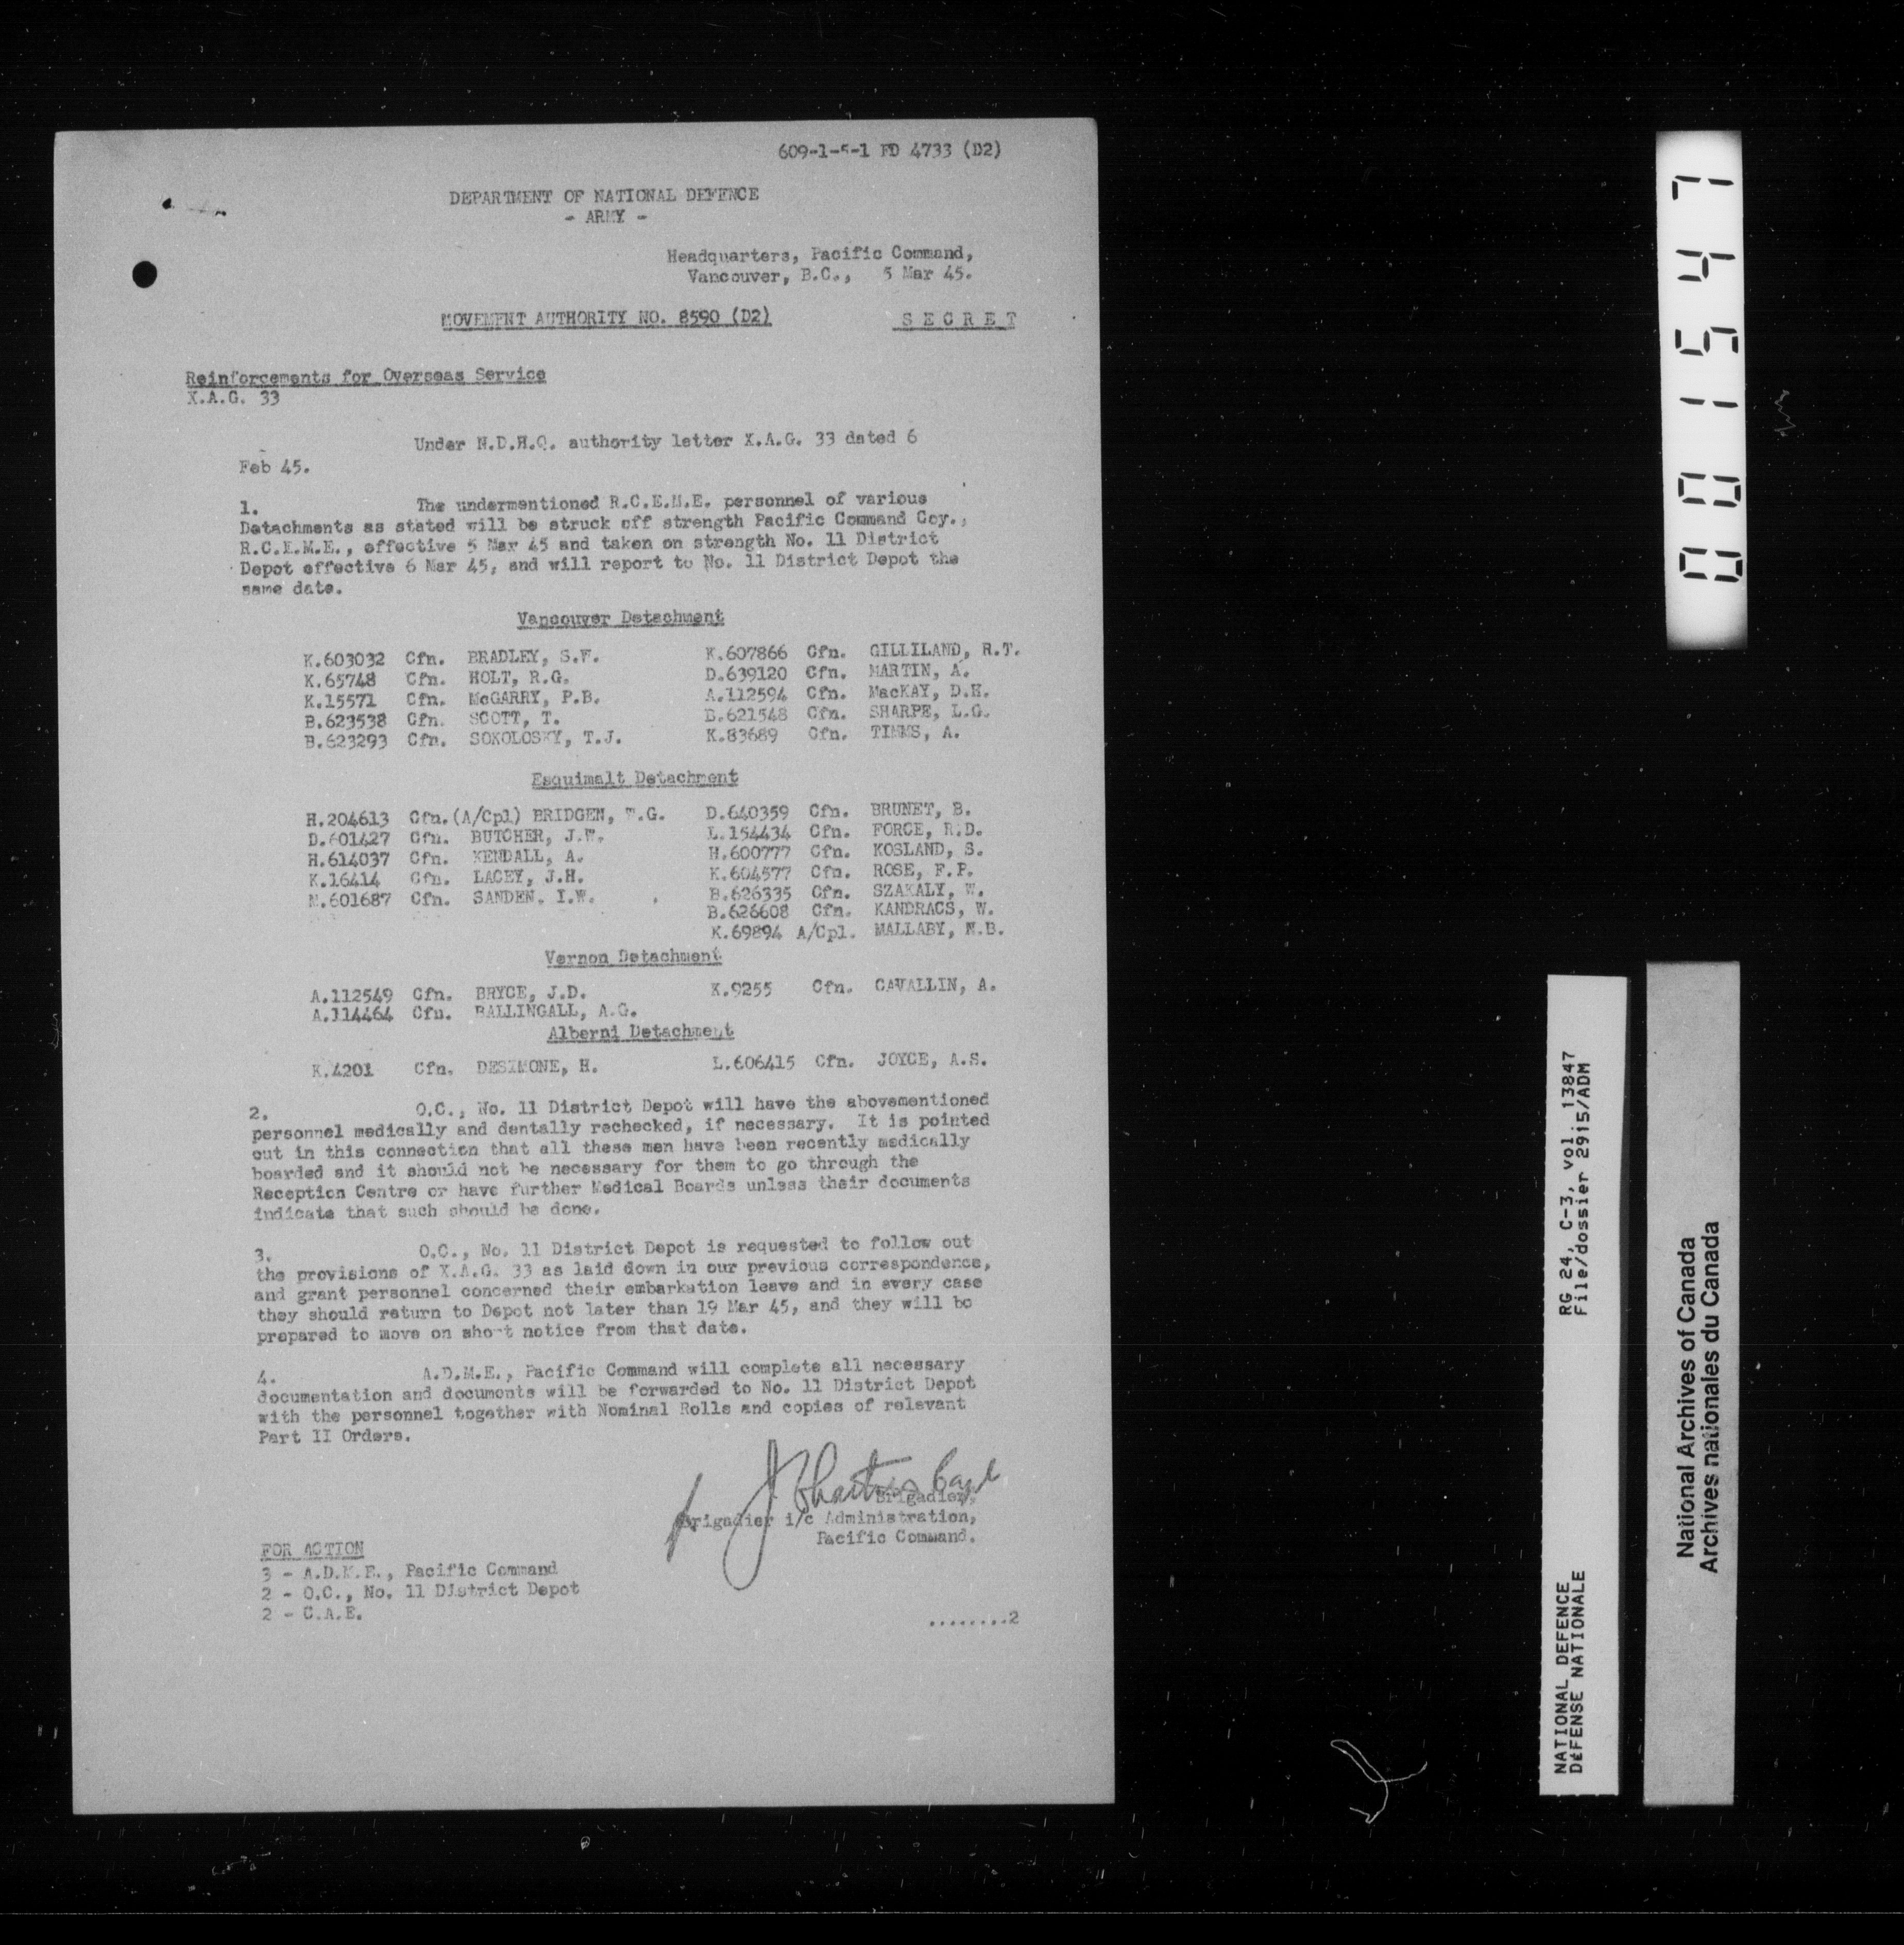 609-1-5-1 FD 4733 (D2)
DEPARTMENT OF NATIONAL DEFENCE
- ARMY -
Headquarters, Pacific Command,
Vancouver, B.C., 5 Mar 45.
MOVEMENT AUTHORITY NO. 8590 (D2) SECRET
Reinforcements for Overseas Service
X.A.G. 33
Under N.D.H.Q. authority letter X.A.G. 33 dated 6
Feb 45.
1. The undermentioned R.C.E.M.E. personnel of various
Detachments as stated will be struck off strength Pacific Command Coy.,
R.C.E.M.E., effective 5 Mar 45 and taken on strength No. 11 District
Depot effective 6 Mar 45, and will report to No. 11 District Depot the
same date.
Vancouver Detachment
K.603032 Cfn. BRADLEY, S.F. K.607866 Cfn. GILLILAND, R.T.
K.65748 Cfn. HOLT, R.G. D.639120 Cfn. MARTIN, A.
K.15571 Cfn. McGARRY, P.B. A.112594 Cfn. MacKAY, D.H.
B.623538 Cfn. SCOTT, T. B.621548 Cfn. SHARPE, L.G.
B.623293 Cfn. SOKOLOSKY, T.J. K.83689 Cfn. TIMMS, A.
Esquimalt Detachment
H.204613 Cfn.(A/Cpl) BRIDGEN, .G. D.640359 Cfn. BRUNET, B.
D.601427 Cfn. BUTCHER, J.W. L.154434 Cfn. FORCE, R.D.
H.614037 Cfn. KENDALL, A. H.600777 Cfn. KOSLAND, S.
K.16414 Cfn. LACEY, J.H. K.604577 Cfn. ROSE, F.P.
M.601687 Cfn. SANDEN, I.W. B.626335 Cfn. SZAKALY, W.
B.626608 Cfn. KANDRACS, W.
K.69894 A/Cpl. MALLABY, N.B.
Vernon Detachment
A.112549 Cfn. BRYCE, J.D. K.9255 Cfn. CAVALLIN, A.
A.114464 Cfn. BALLINGALL, A.G.
Alberni Detachment
K.4201 Cfn. DESIMONE, H. L.606415 Cfn. JOYCE, A.S.
2. O.C., No. 11 District Depot will have the abovementioned
personnel medically and dentally rechecked, if necessary. It is pointed
out in this connection that all these men have been recently medically
boarded and it should not be necessary for them to go through the
Reception Centre or have further Medical Boards unless their documents
indicate that such should be done.
3. O.C., No. 11 District Depot is requested to follow out
the provisions of X.A.G. 33 as laid down in our previous correspondence,
and grant personnel concerned their embarkation leave and in every case
they should return to Depot not later than 19 Mar 45, and they will be
prepared to move on short notice from that date.
4. A.D.M.E., Pacific Command will complete all necessary
documentation and documents will be forwarded to No. 11 District Depot
with the personnel together with Nominal Rolls and copies of relevant
Part II Orders.
Brigadier,
Brigadier i/c Administration,
Pacific Command.
FOR ACTION
3 - A.D.M.E., Pacific Command
2 - O.C., No. 11 District Depot
2 - C.A.E.
........2
001547
RG 24, C-3, vol. 13847
File/dossier 2915/ADM
NATIONAL DEFENCE
DÉFENSE NATIONALE
National Archives of Canada
Archives nationales du Canada